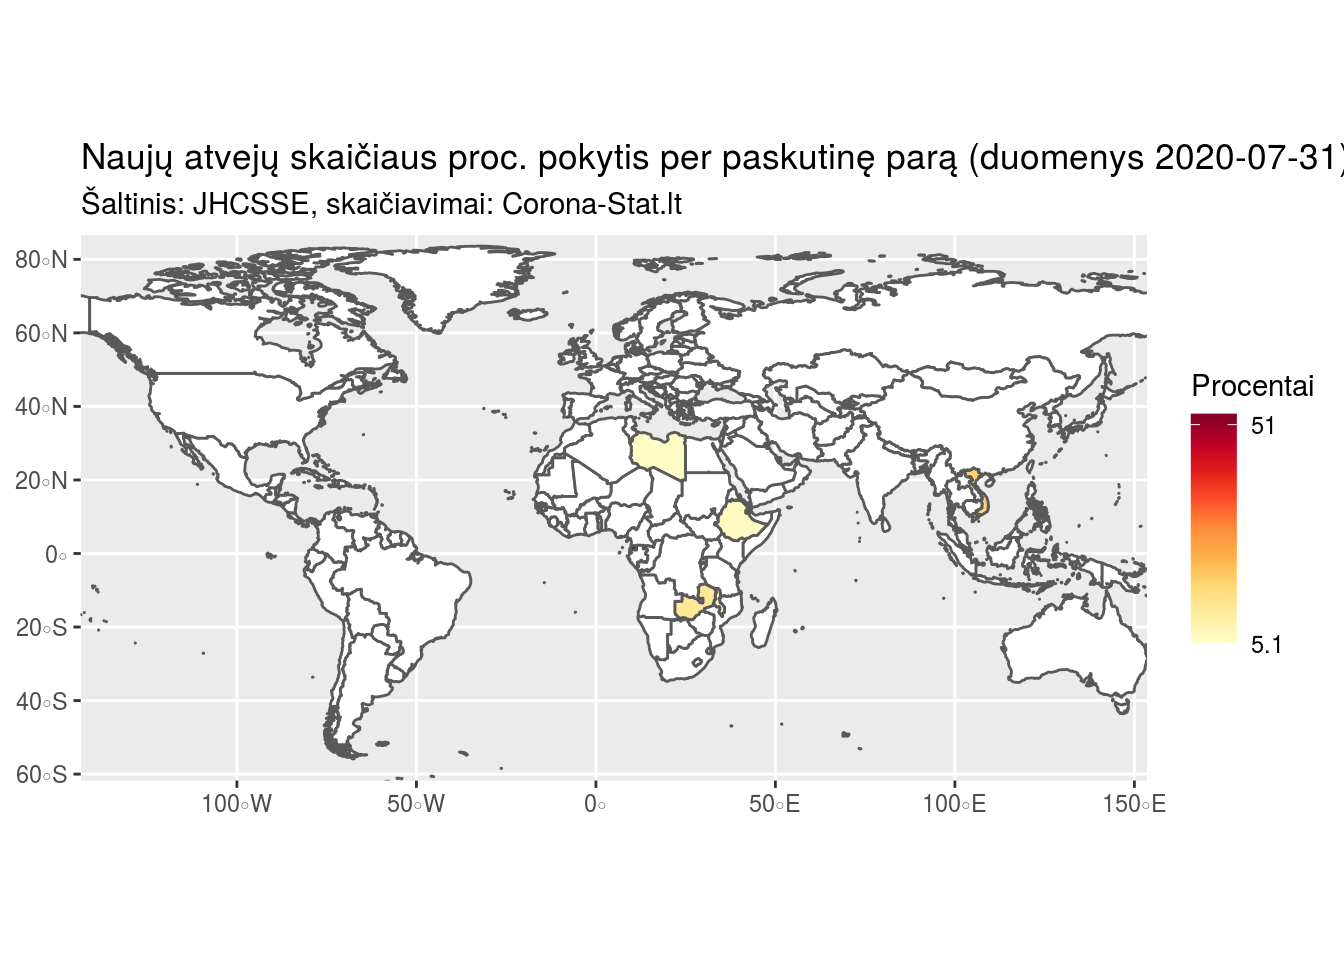 Naujų atvejų skaičiaus proc. pokytis per paskutinę parą (duomenys 2020-07-31)
Šaltinis: JHCSSE, skaičiavimai: Corona-Stat.lt
80◦N
60◦N
40◦N
20◦N
0◦
20◦S
40◦S
60◦S
100◦W
50◦W
0◦
50◦E
100◦E
150◦E
Procentai
51
5.1